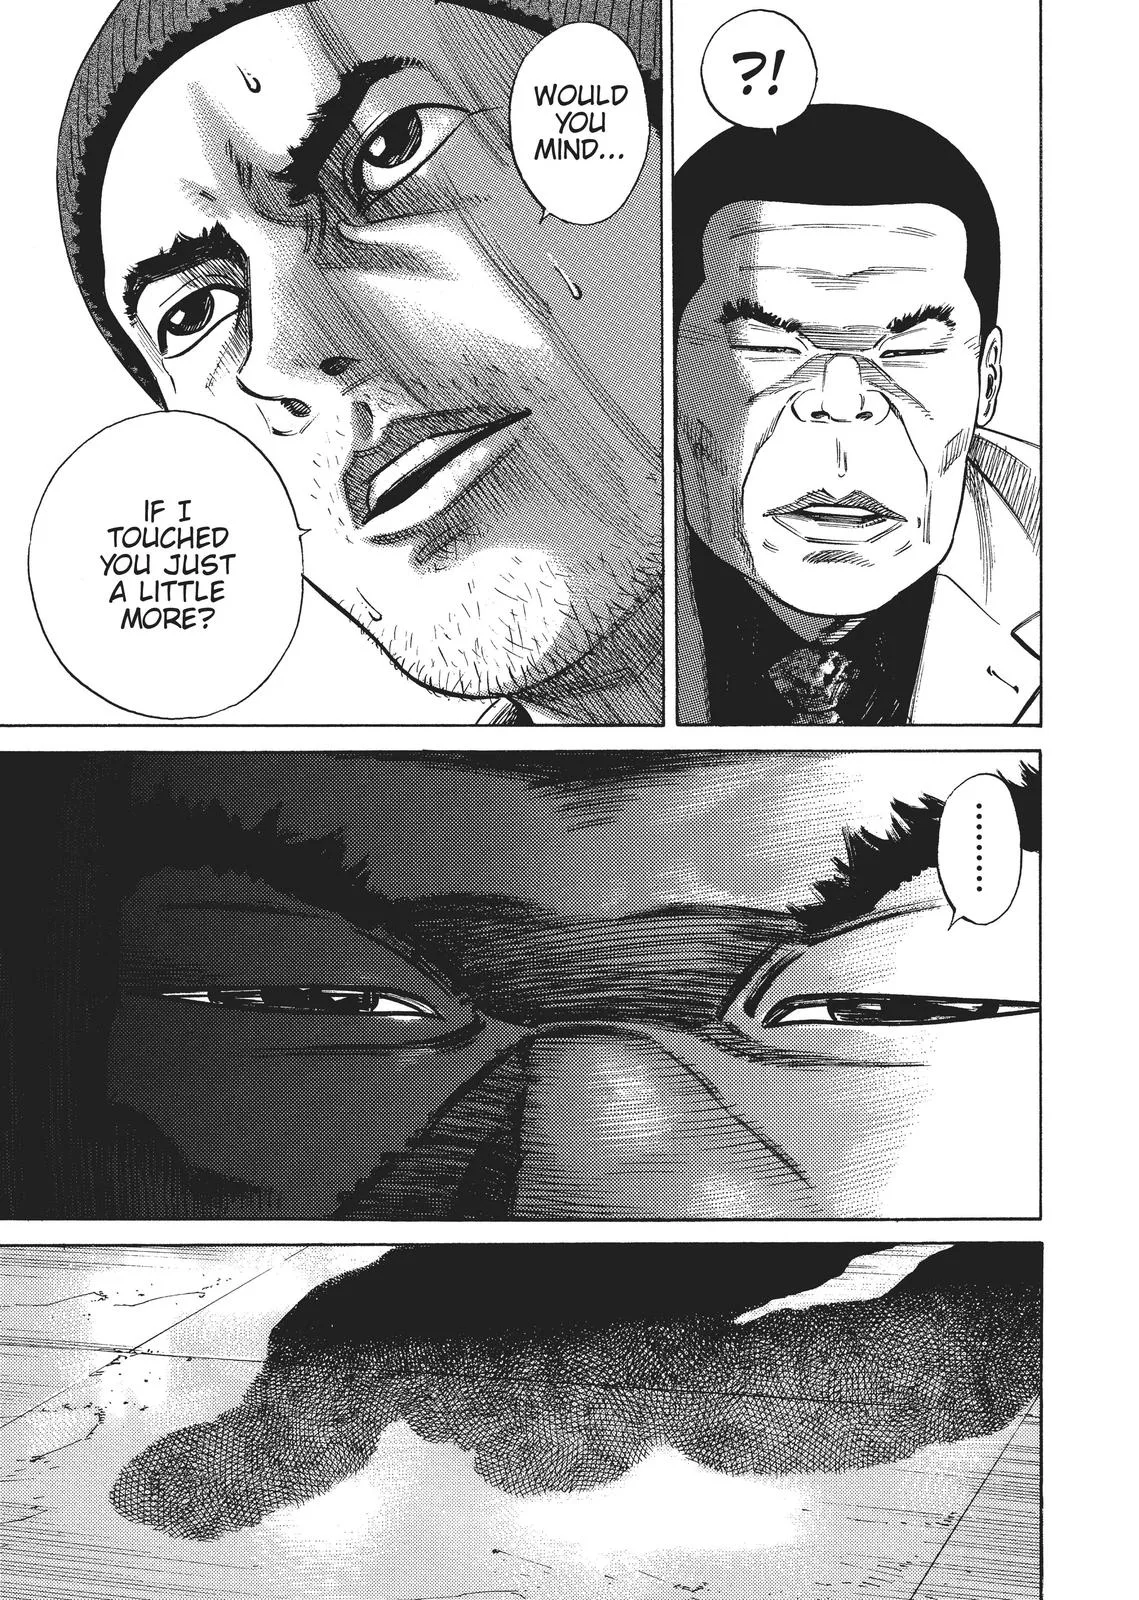 ?!
WOULD
YOU
MIND...
IF I
TOUCHED
YOU JUST
A LITTLE
MORE?
.........